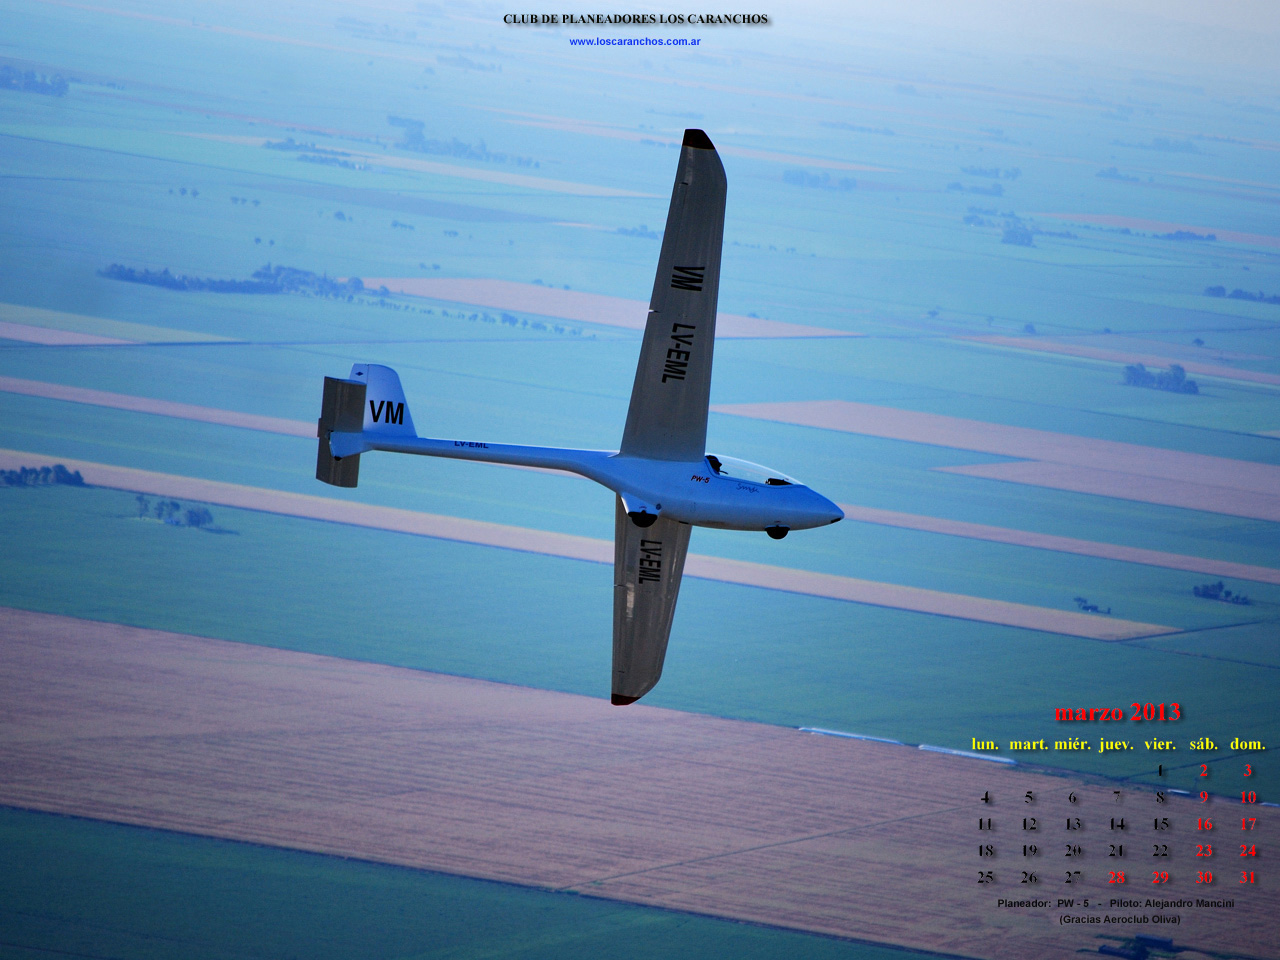 CLUB DE PLANEADORES LOS CARANCHOS
www.loscaranchos.com.ar
VM
LV-EML
VM
LV-EML
PW-5
LV-EML
marzo 2013
lun. mart. miér. juev. vier. sáb. dom.
1 2 3
4 5 6 7 8 9 10
11 12 13 14 15 16 17
18 19 20 21 22 23 24
25 26 27 28 29 30 31
Planeador: PW - 5 - Piloto: Alejandro Mancini
(Gracias Aeroclub Oliva)